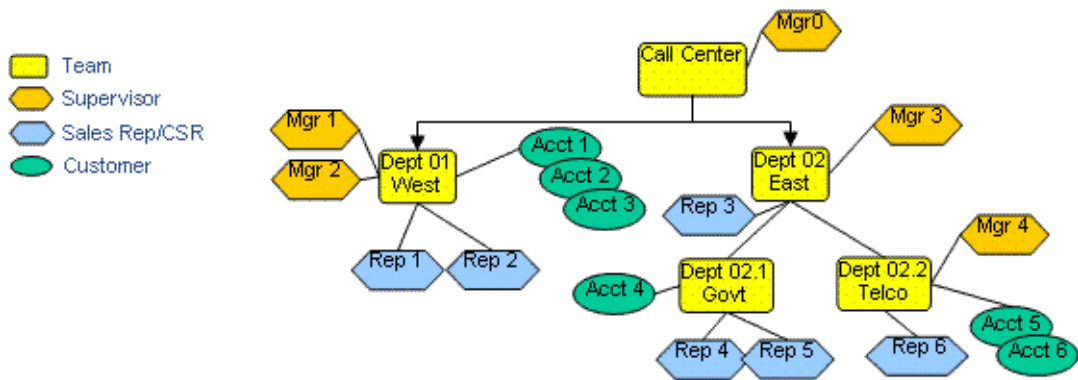 Mgr0
Call Center
Team
Supervisor
Sales Rep/CSR
Customer
Mgr 1
Mgr 2
Dept 01
West
Acct 1
Acct 2
Acct 3
Rep 1
Rep 2
Mgr 3
Dept 02
East
Rep 3
Mgr 4
Dept 02.1
Govt
Acct 4
Dept 02.2
Telco
Acct 5
Acct 6
Rep 4
Rep 5
Rep 6